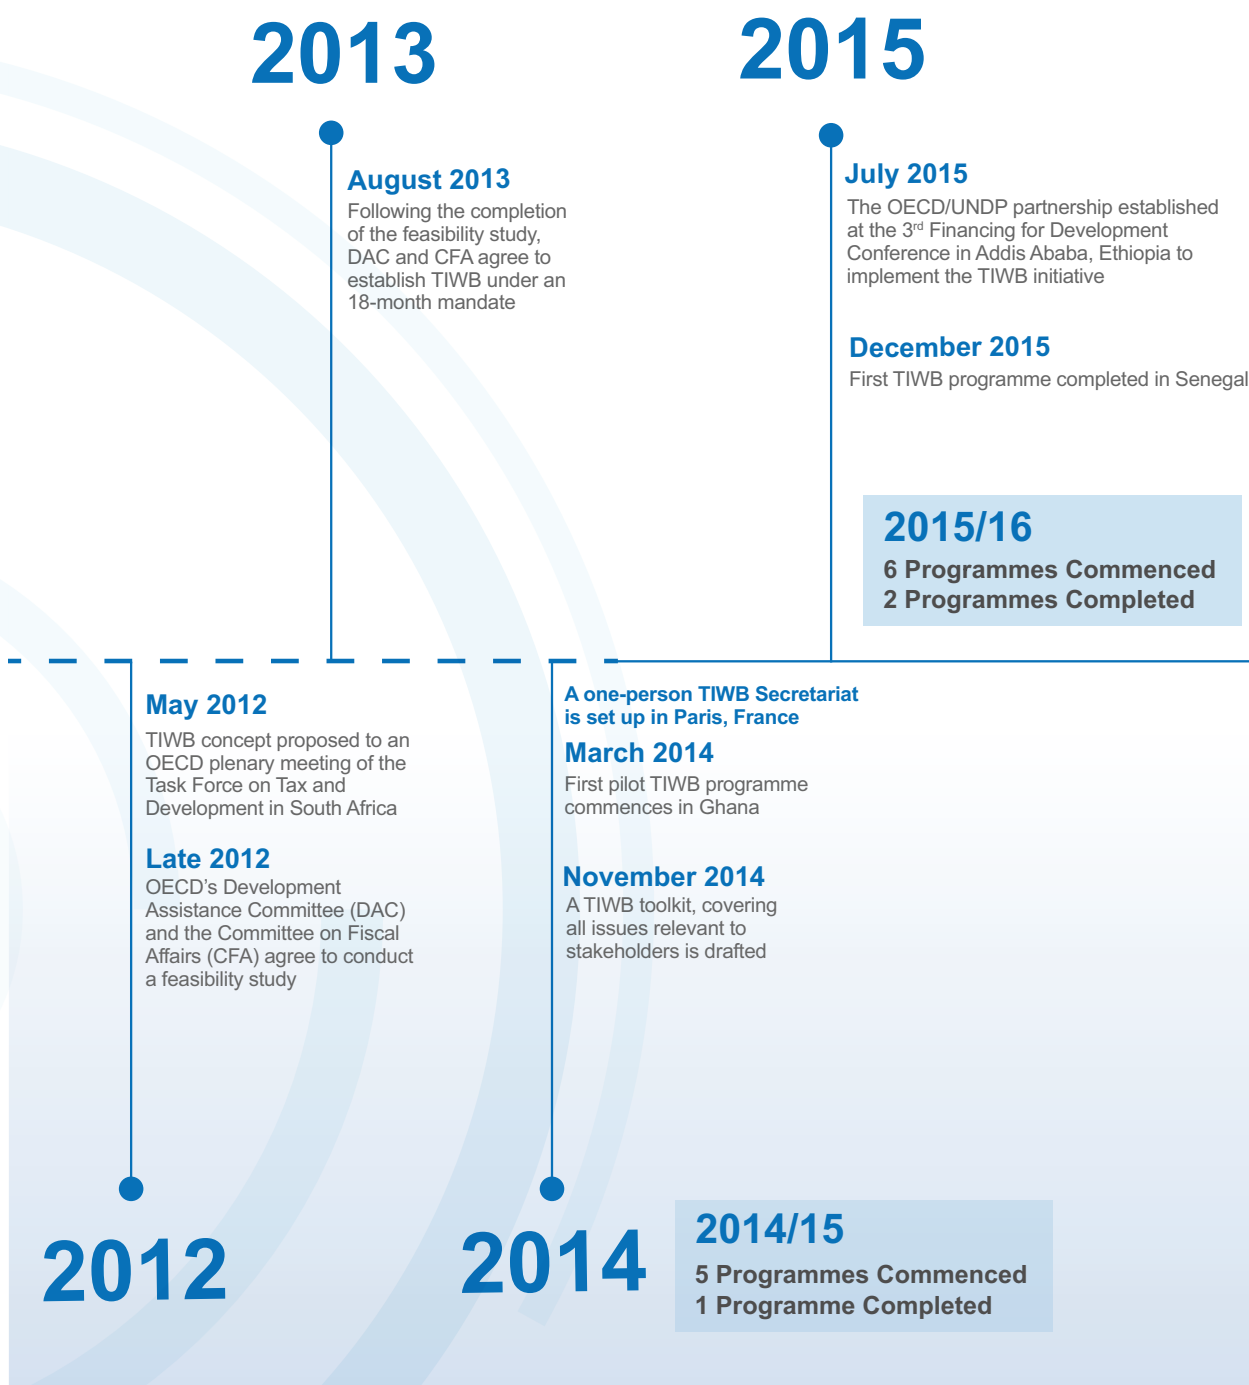 2013
August 2013
Following the completion
of the feasibility study,
DAC and CFA agree to
establish TIWB under an
18-month mandate
2015
July 2015
The OECD/UNDP partnership established
at the 3rd Financing for Development
Conference in Addis Ababa, Ethiopia to
implement the TIWB initiative
December 2015
First TIWB programme completed in Senegal
2015/16
6 Programmes Commenced
2 Programmes Completed
May 2012
TIWB concept proposed to an
OECD plenary meeting of the
Task Force on Tax and
Development in South Africa
Late 2012
OECD’s Development
Assistance Committee (DAC)
and the Committee on Fiscal
Affairs (CFA) agree to conduct
a feasibility study
2012
A one-person TIWB Secretariat
is set up in Paris, France
March 2014
First pilot TIWB programme
commences in Ghana
November 2014
A TIWB toolkit, covering
all issues relevant to
stakeholders is drafted
2014
2014/15
5 Programmes Commenced
1 Programme Completed